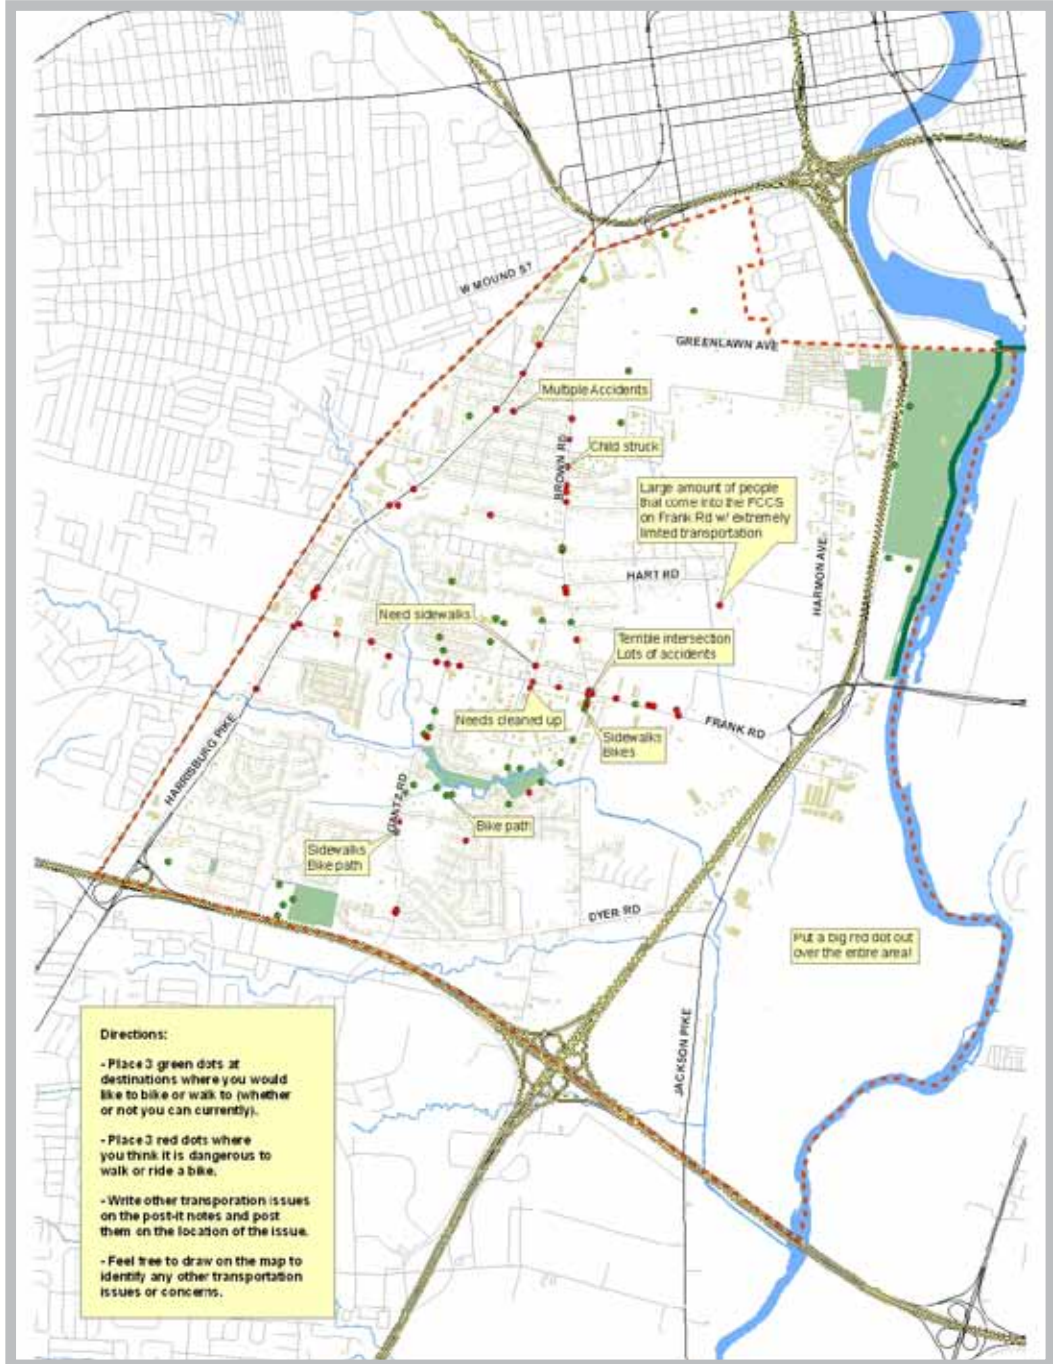 W MOUND ST
GREENLAWN AVE
Multiple Accidents
BROWN RD
Child struck
Large amount of people
that come into the FCCS
on Frank Rd w/ extremely
limited transportation
HARMON AVE
HART RD
Need sidewalks
Terrible intersection
Lots of accidents
Needs cleaned up
FRANK RD
Sidewalks
Bikes
HARRISBURG PIKE
GANTZ RD
Bike path
Sidewalks
Bike path
DYER RD
Put a big red dot out
over the entire area!
JACKSON PIKE
Directions:
- Place 3 green dots at
destinations where you would
like to bike or walk to (whether
or not you can currently).
- Place 3 red dots where
you think it is dangerous to
walk or ride a bike.
- Write other transporation issues
on the post-it notes and post
them on the location of the issue.
- Feel free to draw on the map to
identify any other transportation
issues or concerns.